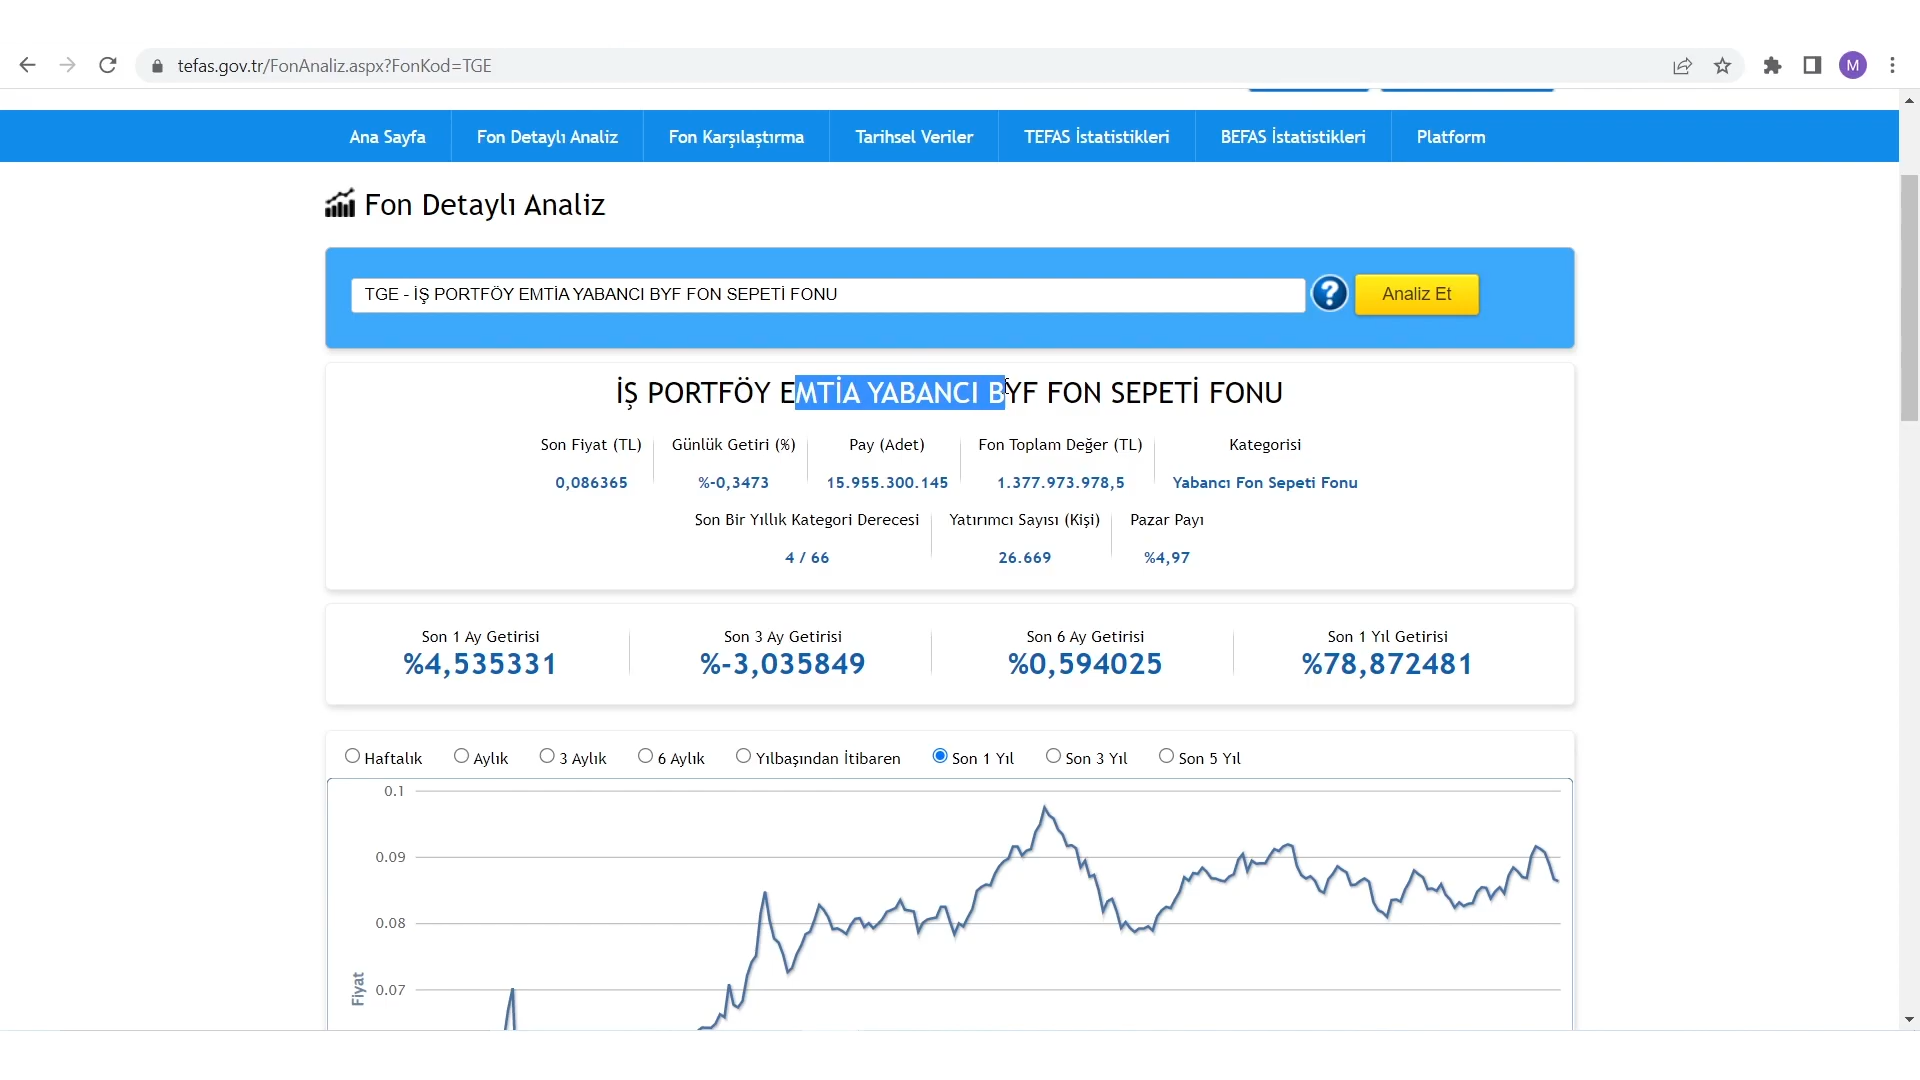 tefas.gov.tr/FonAnaliz.aspx?FonKod=TGE
M
Ana Sayfa
Fon Detaylı Analiz
Fon Karşılaştırma
Tarihsel Veriler
TEFAS İstatistikleri
BEFAS İstatistikleri
Platform
Fon Detaylı Analiz
TGE - İŞ PORTFÖY EMTİA YABANCI BYF FON SEPETİ FONU
?
Analiz Et
İŞ PORTFÖY EMTİA YABANCI BYF FON SEPETİ FONU
Son Fiyat (TL)
Günlük Getiri (%)
Pay (Adet)
Fon Toplam Değer (TL)
Kategorisi
0,086365
%-0,3473
15.955.300.145
1.377.973.978,5
Yabancı Fon Sepeti Fonu
Son Bir Yıllık Kategori Derecesi
Yatırımcı Sayısı (Kişi)
Pazar Payı
4 / 66
26.669
%4,97
Son 1 Ay Getirisi
Son 3 Ay Getirisi
Son 6 Ay Getirisi
Son 1 Yıl Getirisi
%4,535331
%-3,035849
%0,594025
%78,872481
Haftalık
Aylık
3 Aylık
6 Aylık
Yılbaşından İtibaren
Son 1 Yıl
Son 3 Yıl
Son 5 Yıl
0.1
0.09
0.08
0.07
Fiyat